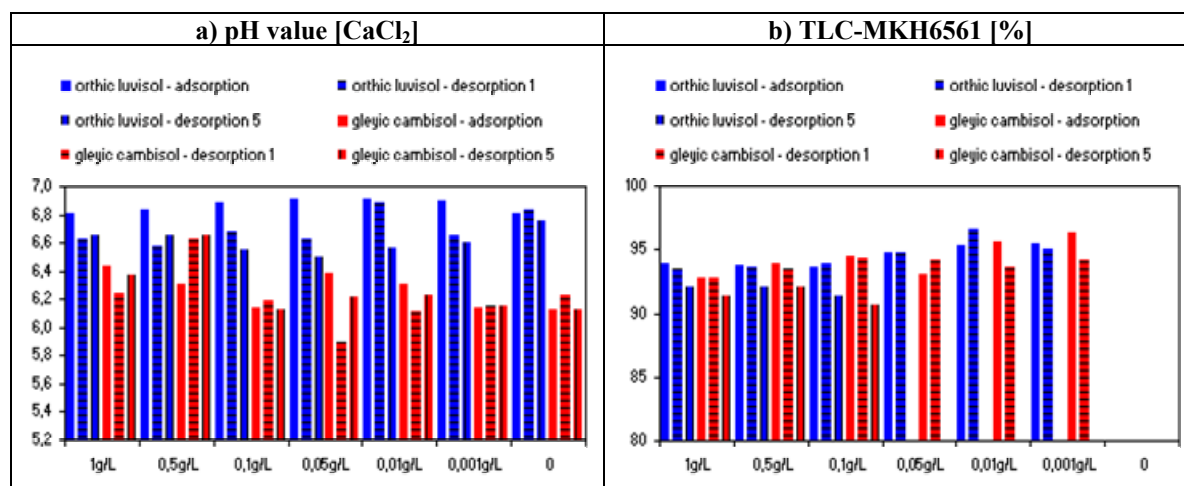 a) pH value [CaCl₂]
b) TLC-MKH6561 [%]
orthic luvisol - adsorption
orthic luvisol - desorption 1
orthic luvisol - desorption 5
gleyic cambisol - adsorption
gleyic cambisol - desorption 1
gleyic cambisol - desorption 5
7,0
6,8
6,6
6,4
6,2
6,0
5,8
5,6
5,4
5,2
1g/L 0,5g/L 0,1g/L 0,05g/L 0,01g/L 0,001g/L 0
orthic luvisol - adsorption
orthic luvisol - desorption 1
orthic luvisol - desorption 5
gleyic cambisol - adsorption
gleyic cambisol - desorption 1
gleyic cambisol - desorption 5
100
95
90
85
80
1g/L 0,5g/L 0,1g/L 0,05g/L 0,01g/L 0,001g/L 0